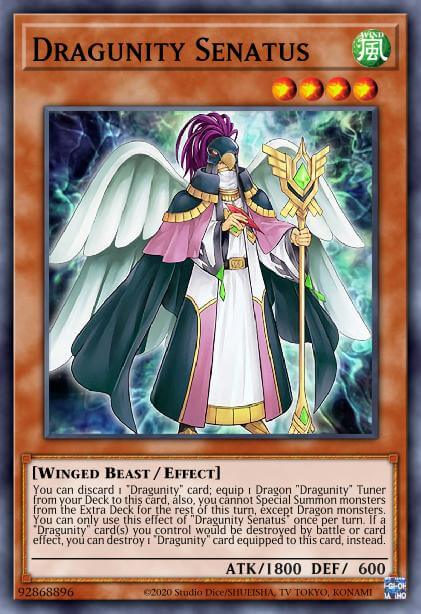 Dragunity Senatus
WIND
風
[Winged Beast / Effect]
You can discard 1 "Dragunity" card; equip 1 Dragon "Dragunity" Tuner
from your Deck to this card, also, you cannot Special Summon monsters
from the Extra Deck for the rest of this turn, except Dragon monsters.
You can only use this effect of "Dragunity Senatus" once per turn. If a
"Dragunity" card(s) you control would be destroyed by battle or card
effect, you can destroy 1 "Dragunity" card equipped to this card, instead.
ATK/1800 DEF/ 600
92868896 ©2020 Studio Dice/SHUEISHA, TV TOKYO, KONAMI